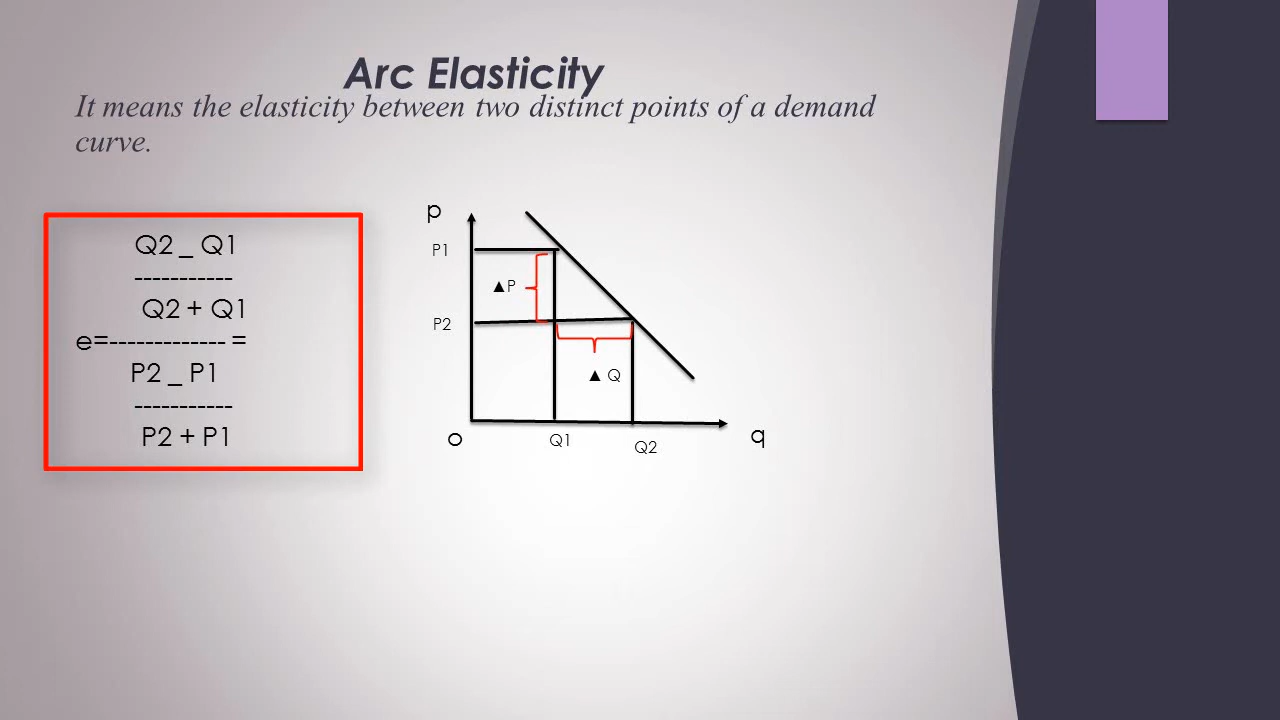 Arc Elasticity
It means the elasticity between two distinct points of a demand
curve.
Q2 _ Q1
-----------
Q2 + Q1
e=------------- =
P2 _ P1
-----------
P2 + P1
p
P1
▲P
P2
▲ Q
o
Q1
Q2
q